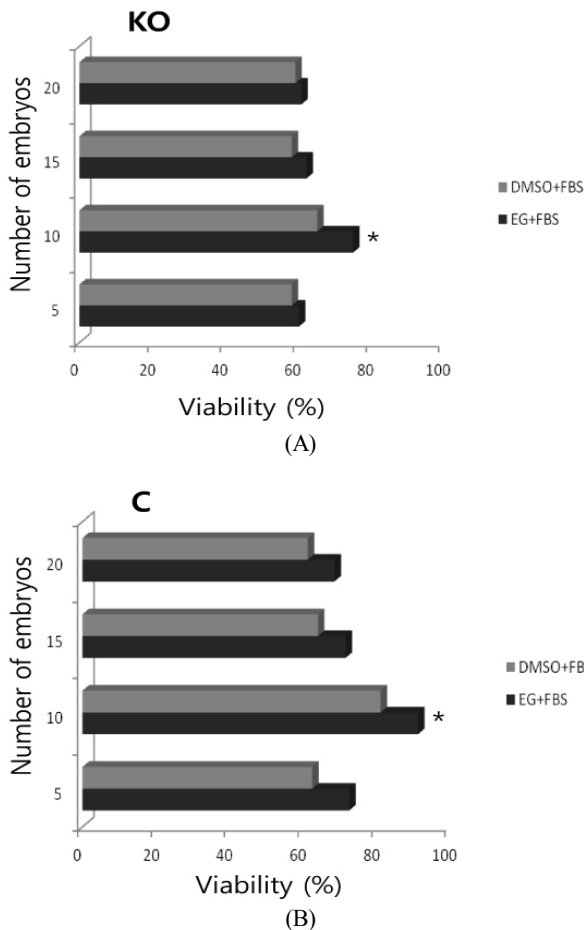 KO
Number of embryos
20
15
10
5
*
DMSO+FBS
EG+FBS
0 20 40 60 80 100
Viability (%)
(A)
C
Number of embryos
20
15
10
5
*
DMSO+FB
EG+FBS
0 20 40 60 80 100
Viability (%)
(B)